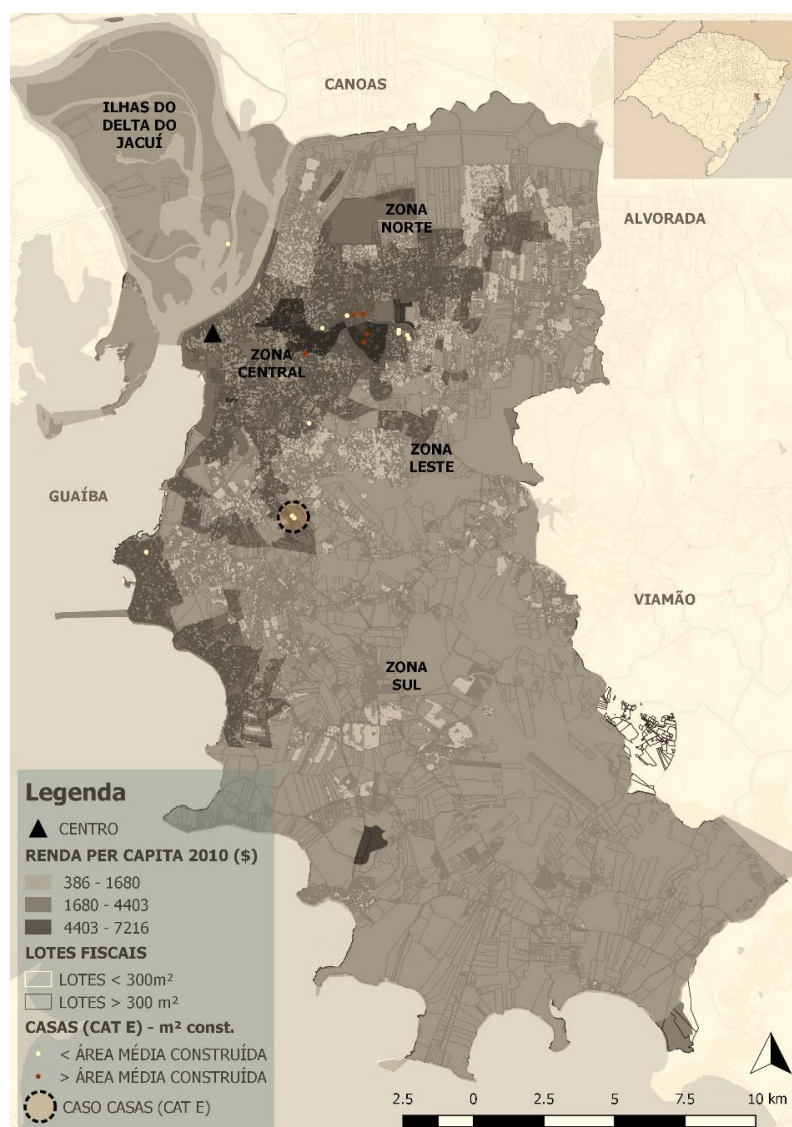 CANOAS
ILHAS DO
DELTA DO
JACUÍ
ZONA
NORTE
ALVORADA
ZONA
CENTRAL
ZONA
LESTE
GUAÍBA
VIAMÃO
ZONA
SUL
Legenda
CENTRO
RENDA PER CAPITA 2010 ($)
386 - 1680
1680 - 4403
4403 - 7216
LOTES FISCAIS
LOTES < 300m²
LOTES > 300 m²
CASAS (CAT E) - m² const.
< ÁREA MÉDIA CONSTRUÍDA
> ÁREA MÉDIA CONSTRUÍDA
CASO CASAS (CAT E)
2.5 0 2.5 5 7.5 10 km